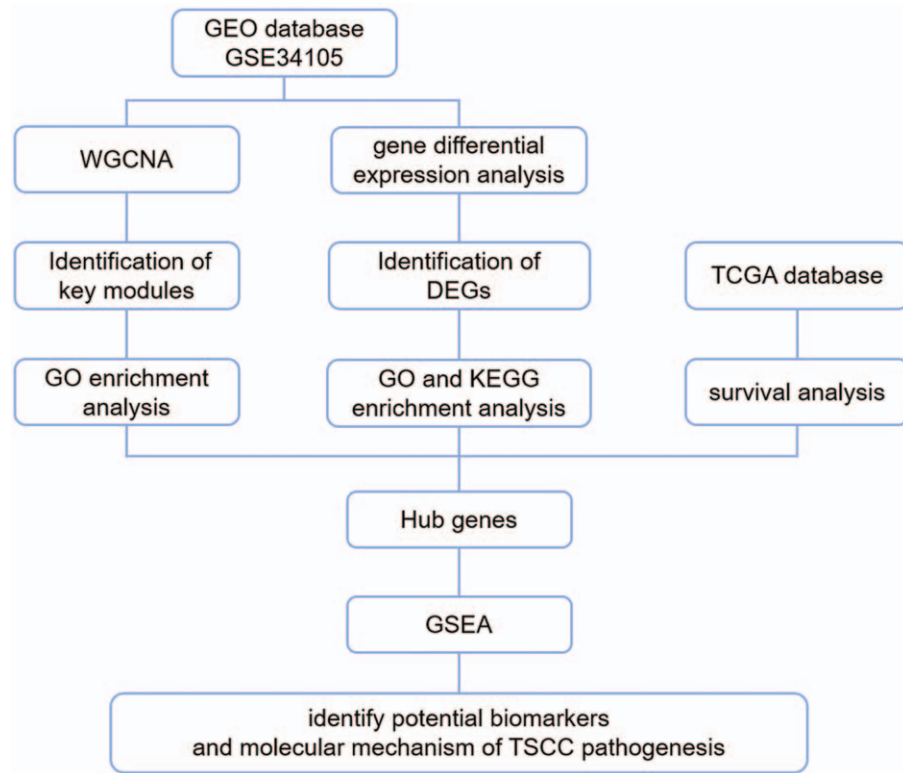 GEO database
GSE34105
WGCNA
gene differential
expression analysis
Identification of
key modules
Identification of
DEGs
TCGA database
GO enrichment
analysis
GO and KEGG
enrichment analysis
survival analysis
Hub genes
GSEA
identify potential biomarkers
and molecular mechanism of TSCC pathogenesis